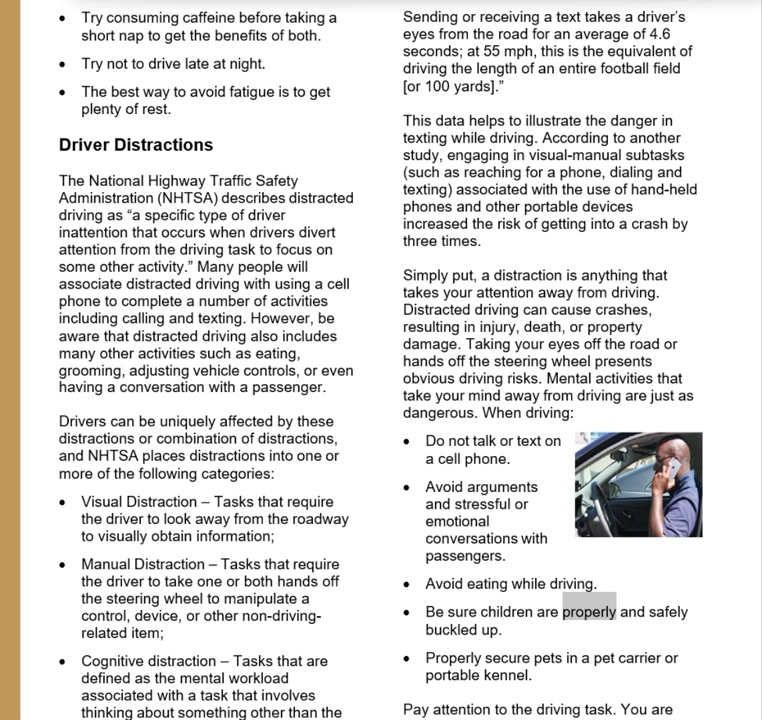 • Try consuming caffeine before taking a
short nap to get the benefits of both.
• Try not to drive late at night.
• The best way to avoid fatigue is to get
plenty of rest.
Driver Distractions
The National Highway Traffic Safety
Administration (NHTSA) describes distracted
driving as “a specific type of driver
inattention that occurs when drivers divert
attention from the driving task to focus on
some other activity.” Many people will
associate distracted driving with using a cell
phone to complete a number of activities
including calling and texting. However, be
aware that distracted driving also includes
many other activities such as eating,
grooming, adjusting vehicle controls, or even
having a conversation with a passenger.
Drivers can be uniquely affected by these
distractions or combination of distractions,
and NHTSA places distractions into one or
more of the following categories:
• Visual Distraction – Tasks that require
the driver to look away from the roadway
to visually obtain information;
• Manual Distraction – Tasks that require
the driver to take one or both hands off
the steering wheel to manipulate a
control, device, or other non-driving-
related item;
• Cognitive distraction – Tasks that are
defined as the mental workload
associated with a task that involves
thinking about something other than the
Sending or receiving a text takes a driver’s
eyes from the road for an average of 4.6
seconds; at 55 mph, this is the equivalent of
driving the length of an entire football field
[or 100 yards].”
This data helps to illustrate the danger in
texting while driving. According to another
study, engaging in visual-manual subtasks
(such as reaching for a phone, dialing and
texting) associated with the use of hand-held
phones and other portable devices
increased the risk of getting into a crash by
three times.
Simply put, a distraction is anything that
takes your attention away from driving.
Distracted driving can cause crashes,
resulting in injury, death, or property
damage. Taking your eyes off the road or
hands off the steering wheel presents
obvious driving risks. Mental activities that
take your mind away from driving are just as
dangerous. When driving:
• Do not talk or text on
a cell phone.
• Avoid arguments
and stressful or
emotional
conversations with
passengers.
• Avoid eating while driving.
• Be sure children are properly and safely
buckled up.
• Properly secure pets in a pet carrier or
portable kennel.
Pay attention to the driving task. You are